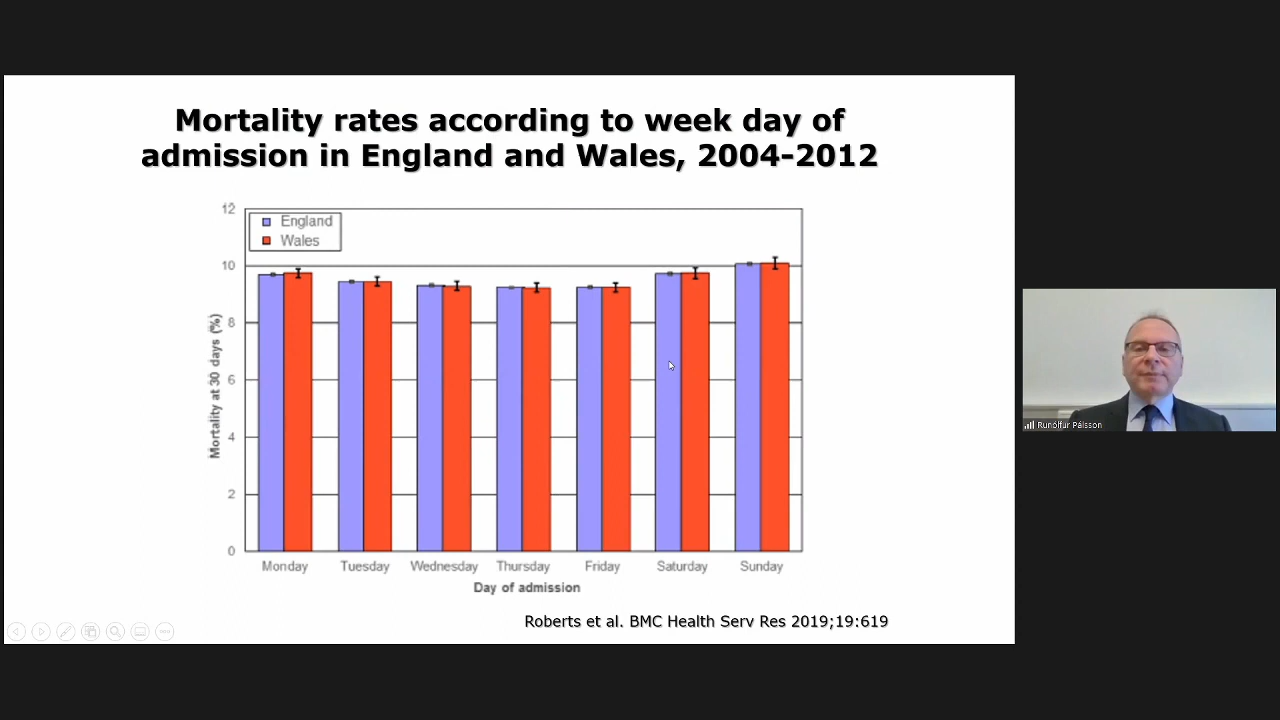 Mortality rates according to week day of
admission in England and Wales, 2004-2012
12
England
Wales
10
8
6
4
2
0
Mortality at 30 days (%)
Monday Tuesday Wednesday Thursday Friday Saturday Sunday
Day of admission
Roberts et al. BMC Health Serv Res 2019;19:619
Runólfur Pálsson